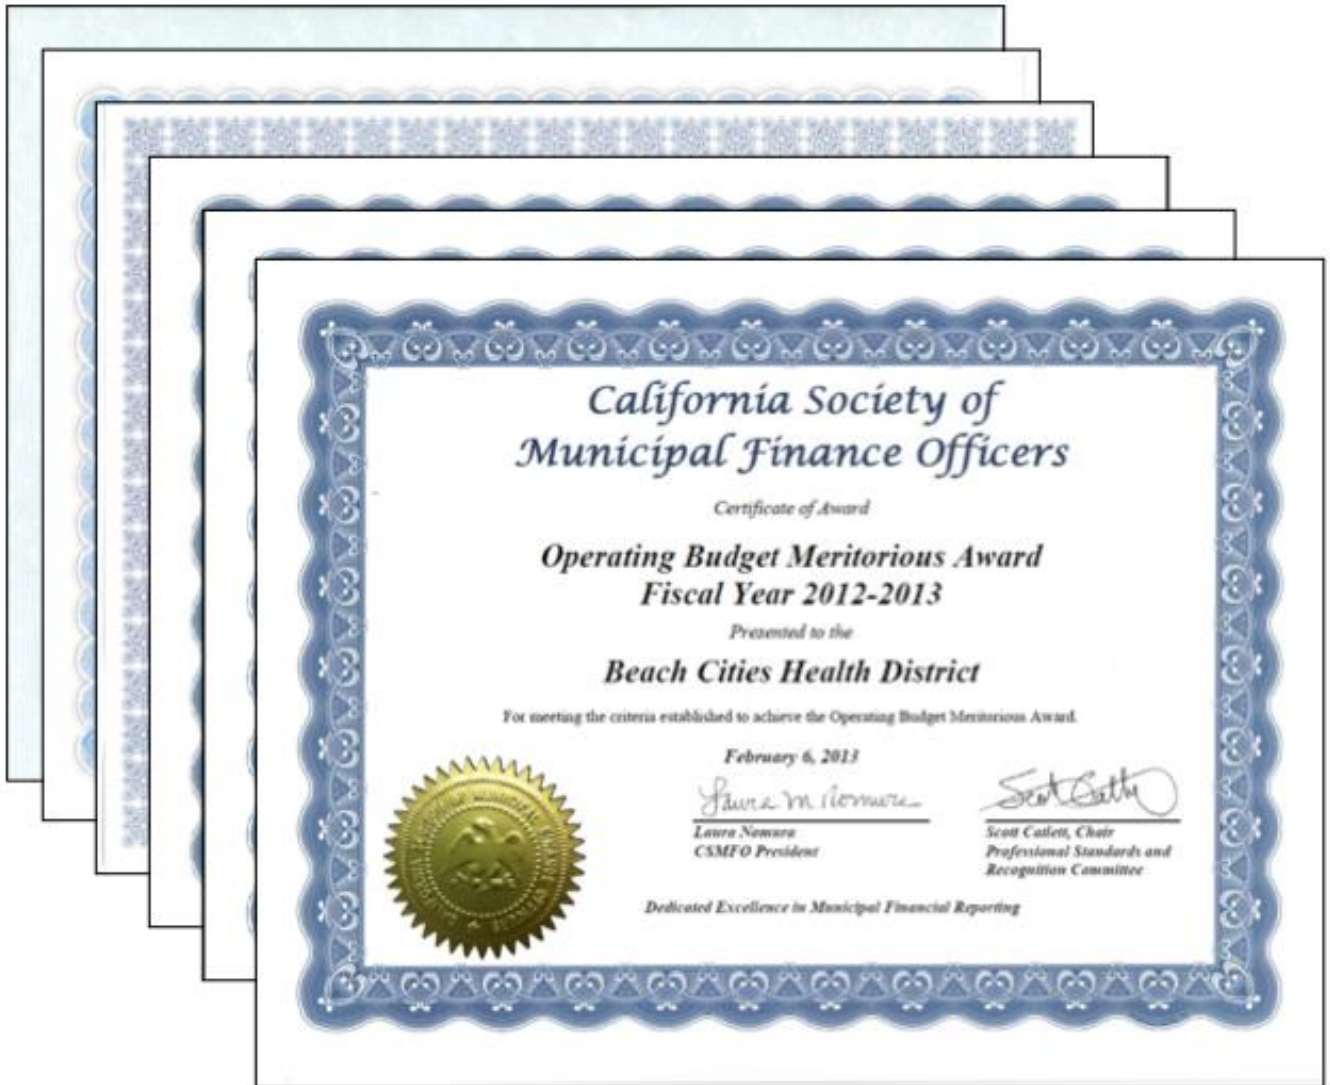 California Society of
Municipal Finance Officers
Certificate of Award
Operating Budget Meritorious Award
Fiscal Year 2012-2013
Presented to the
Beach Cities Health District
For meeting the criteria established to achieve the Operating Budget Meritorious Award.
February 6, 2013
Laura M Nomura
Laura Nomura
CSMFO President
Scott Catlett, Chair
Professional Standards and
Recognition Committee
Dedicated Excellence in Municipal Financial Reporting